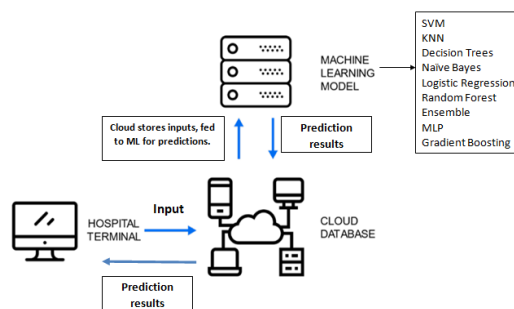 SVM
KNN
Decision Trees
Naïve Bayes
Logistic Regression
Random Forest
Ensemble
MLP
Gradient Boosting
MACHINE
LEARNING
MODEL
Cloud stores inputs, fed
to ML for predictions.
Prediction
results
Input
HOSPITAL
TERMINAL
CLOUD
DATABASE
Prediction
results